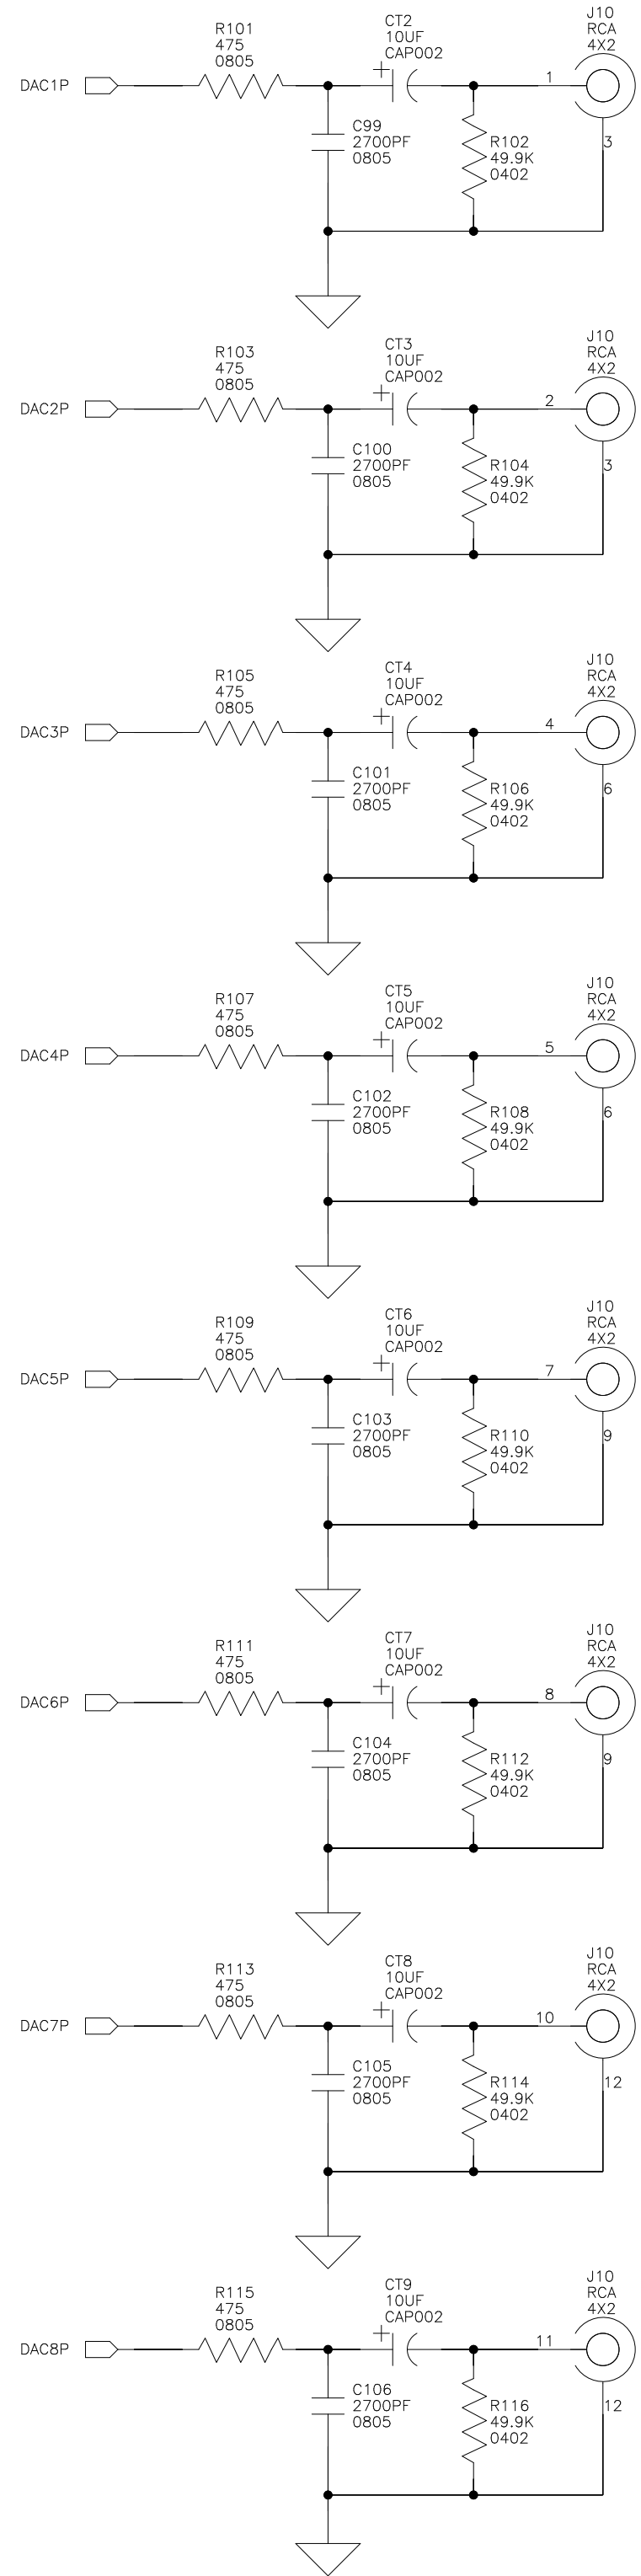 J10
RCA
4X2
CT2
10UF
CAP002
R101
475
0805
DAC1P
1
C99
2700PF
0805
R102
49.9K
0402
3
J10
RCA
4X2
CT3
10UF
CAP002
R103
475
0805
DAC2P
2
C100
2700PF
0805
R104
49.9K
0402
3
J10
RCA
4X2
CT4
10UF
CAP002
R105
475
0805
DAC3P
4
C101
2700PF
0805
R106
49.9K
0402
6
J10
RCA
4X2
CT5
10UF
CAP002
R107
475
0805
DAC4P
5
C102
2700PF
0805
R108
49.9K
0402
6
J10
RCA
4X2
CT6
10UF
CAP002
R109
475
0805
DAC5P
7
C103
2700PF
0805
R110
49.9K
0402
9
J10
RCA
4X2
CT7
10UF
CAP002
R111
475
0805
DAC6P
8
C104
2700PF
0805
R112
49.9K
0402
9
J10
RCA
4X2
CT8
10UF
CAP002
R113
475
0805
DAC7P
10
C105
2700PF
0805
R114
49.9K
0402
12
J10
RCA
4X2
CT9
10UF
CAP002
R115
475
0805
DAC8P
11
C106
2700PF
0805
R116
49.9K
0402
12